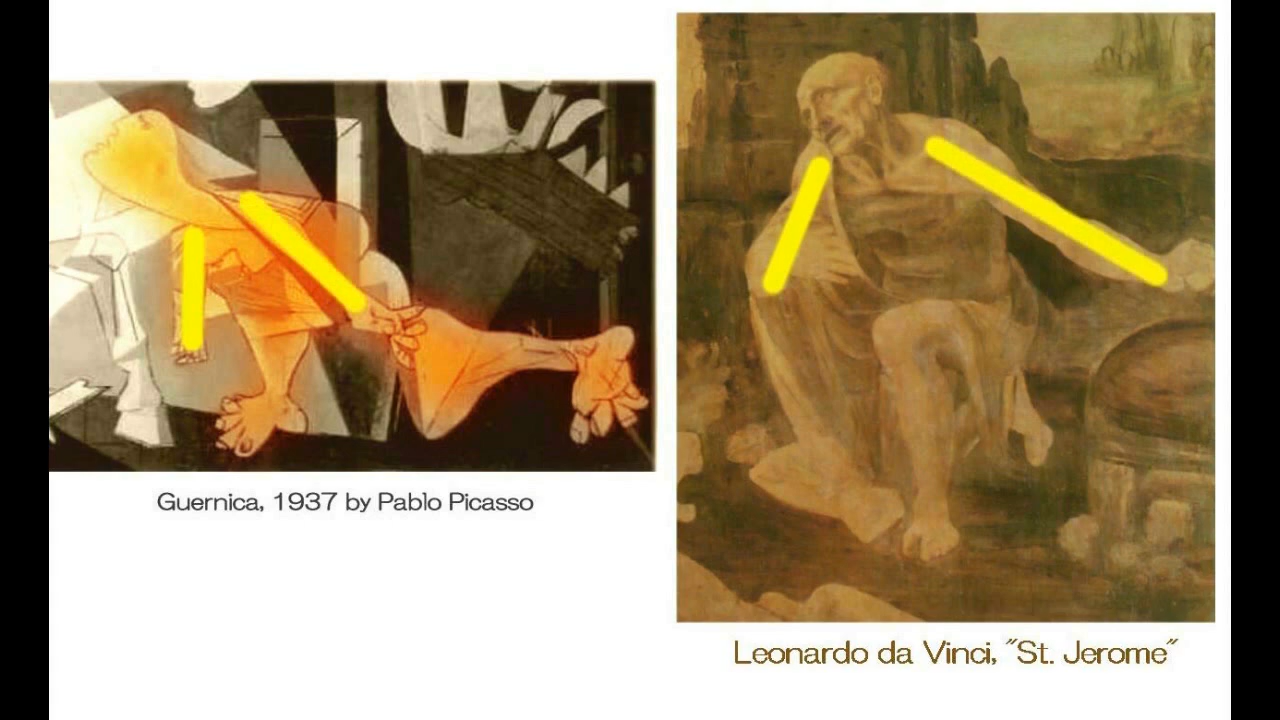 Guernica, 1937 by Pablo Picasso
Leonardo da Vinci, "St. Jerome"